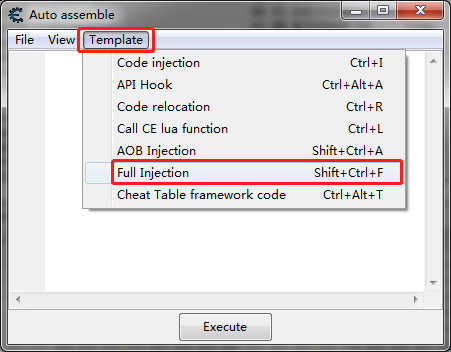 Auto assemble
File View Template
Code injection Ctrl+I
API Hook Ctrl+Alt+A
Code relocation Ctrl+R
Call CE lua function Ctrl+L
AOB Injection Shift+Ctrl+A
Full Injection Shift+Ctrl+F
Cheat Table framework code Ctrl+Alt+T
Execute